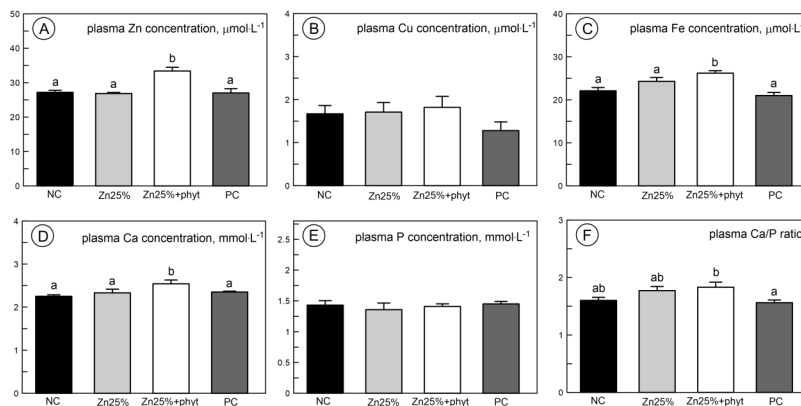 A
plasma Zn concentration, µmol·L⁻¹
50
40
30
20
10
0
a
a
b
a
NC
Zn25%
Zn25%+phyt
PC
B
plasma Cu concentration, µmol·L⁻¹
4
3
2
1
0
NC
Zn25%
Zn25%+phyt
PC
C
plasma Fe concentration, µmol·L⁻
40
30
20
10
0
a
a
b
a
NC
Zn25%
Zn25%+phyt
PC
D
plasma Ca concentration, mmol·L⁻¹
4
3
2
1
0
a
a
b
a
NC
Zn25%
Zn25%+phyt
PC
E
plasma P concentration, mmol·L⁻¹
2.5
2
1.5
1
0.5
0
NC
Zn25%
Zn25%+phyt
PC
F
plasma Ca/P ratio
3
2
1
0
ab
ab
b
a
NC
Zn25%
Zn25%+phyt
PC